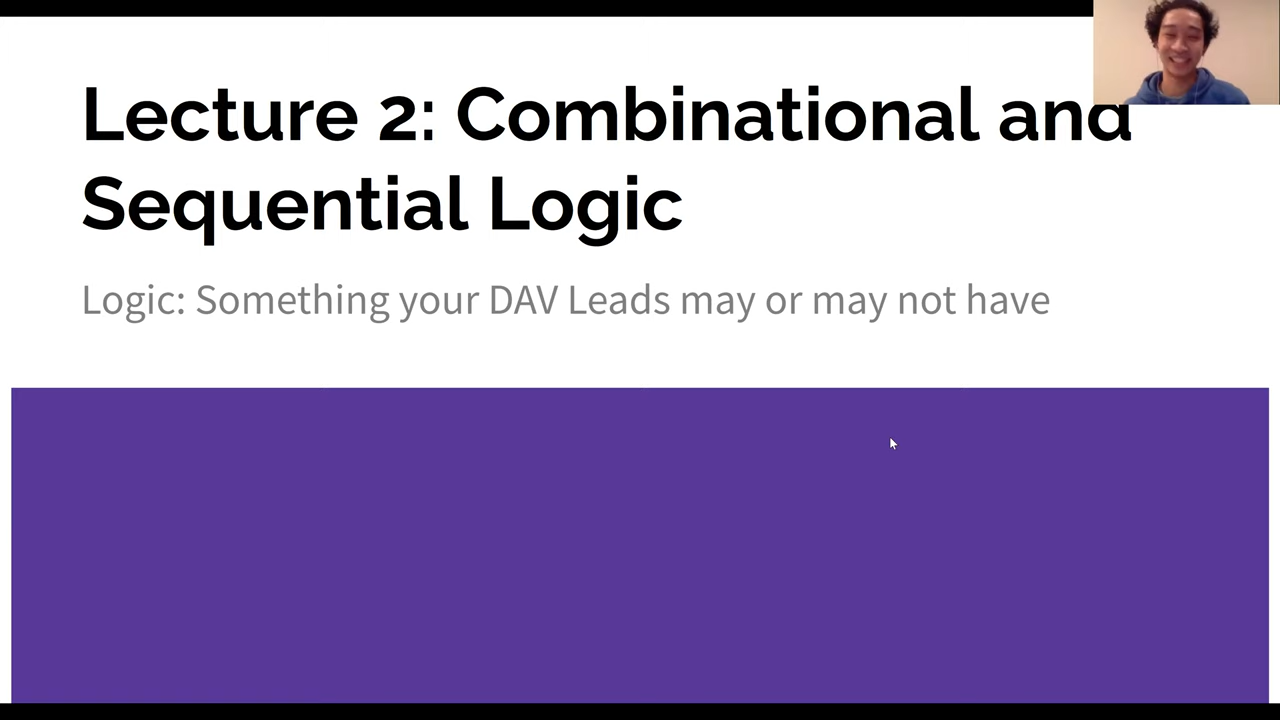 Lecture 2: Combinational and
Sequential Logic
Logic: Something your DAV Leads may or may not have